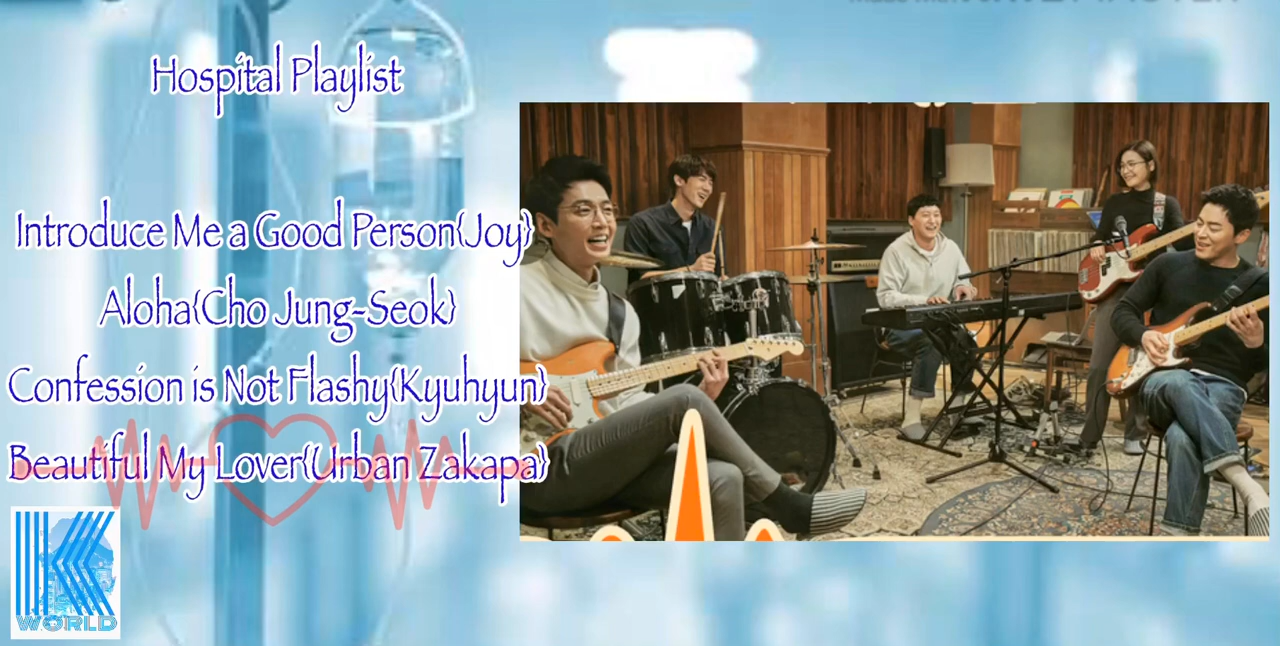 Hospital Playlist
Introduce Me a Good Person{Joy}
Aloha{Cho Jung-Seok}
Confession is Not Flashy{Kyuhyun}
Beautiful My Lover{Urban Zakapa}
K
WORLD